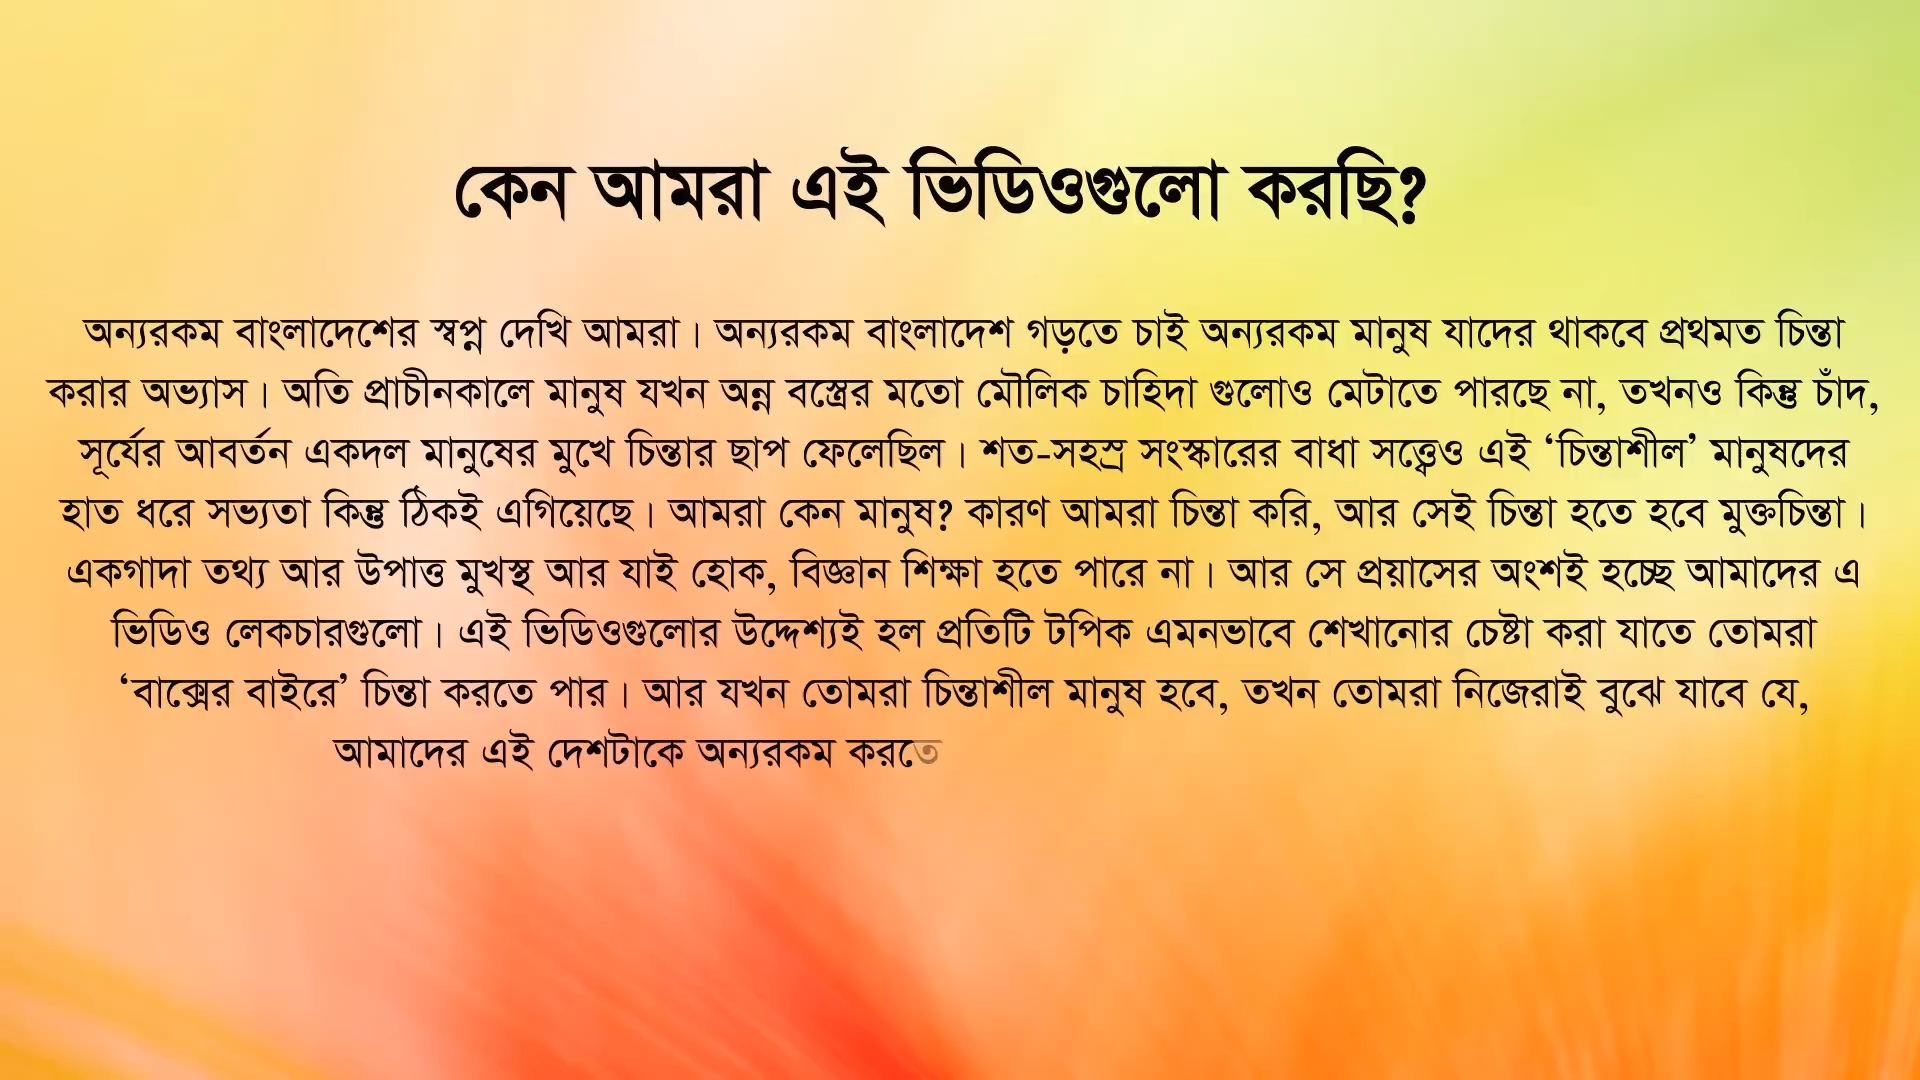 কেন আমরা এই ভিডিওগুলো করছি?
অন্যরকম বাংলাদেশের স্বপ্ন দেখি আমরা। অন্যরকম বাংলাদেশ গড়তে চাই অন্যরকম মানুষ যাদের থাকবে প্রথমত চিন্তা
করার অভ্যাস। অতি প্রাচীনকালে মানুষ যখন অন্ন বস্ত্রের মতো মৌলিক চাহিদা গুলোও মেটাতে পারছে না, তখনও কিন্তু চাঁদ,
সূর্যের আবর্তন একদল মানুষের মুখে চিন্তার ছাপ ফেলেছিল। শত-সহস্র সংস্কারের বাধা সত্ত্বেও এই ‘চিন্তাশীল’ মানুষদের
হাত ধরে সভ্যতা কিন্তু ঠিকই এগিয়েছে। আমরা কেন মানুষ? কারণ আমরা চিন্তা করি, আর সেই চিন্তা হতে হবে মুক্তচিন্তা।
একগাদা তথ্য আর উপাত্ত মুখস্থ আর যাই হোক, বিজ্ঞান শিক্ষা হতে পারে না। আর সে প্রয়াসের অংশই হচ্ছে আমাদের এ
ভিডিও লেকচারগুলো। এই ভিডিওগুলোর উদ্দেশ্যই হল প্রতিটি টপিক এমনভাবে শেখানোর চেষ্টা করা যাতে তোমরা
‘বাক্সের বাইরে’ চিন্তা করতে পার। আর যখন তোমরা চিন্তাশীল মানুষ হবে, তখন তোমরা নিজেরাই বুঝে যাবে যে,
আমাদের এই দেশটাকে অন্যরকম করতে